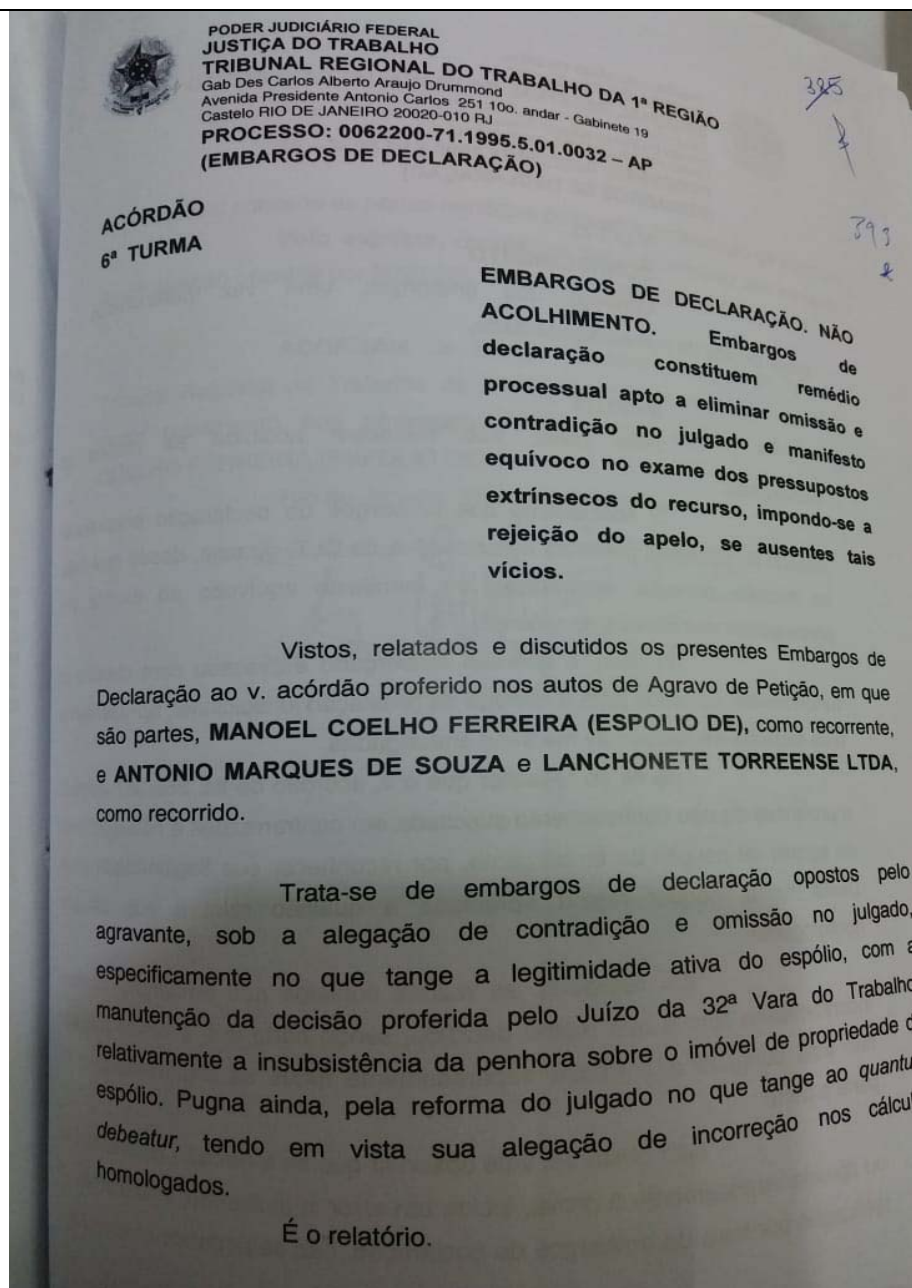 PODER JUDICIÁRIO FEDERAL
JUSTIÇA DO TRABALHO
TRIBUNAL REGIONAL DO TRABALHO DA 1ª REGIÃO
Gab Des Carlos Alberto Araujo Drummond
Avenida Presidente Antonio Carlos 251 10o. andar - Gabinete 19
Castelo RIO DE JANEIRO 20020-010 RJ
PROCESSO: 0062200-71.1995.5.01.0032 – AP
(EMBARGOS DE DECLARAÇÃO)
393
ACÓRDÃO
6ª TURMA
EMBARGOS DE DECLARAÇÃO. NÃO
ACOLHIMENTO. Embargos de
declaração constituem remédio
processual apto a eliminar omissão e
contradição no julgado e manifesto
equívoco no exame dos pressupostos
extrínsecos do recurso, impondo-se a
rejeição do apelo, se ausentes tais
vícios.
Vistos, relatados e discutidos os presentes Embargos de
Declaração ao v. acórdão proferido nos autos de Agravo de Petição, em que
são partes, MANOEL COELHO FERREIRA (ESPOLIO DE), como recorrente,
e ANTONIO MARQUES DE SOUZA e LANCHONETE TORREENSE LTDA,
como recorrido.
Trata-se de embargos de declaração opostos pelo
agravante, sob a alegação de contradição e omissão no julgado,
especificamente no que tange a legitimidade ativa do espólio, com a
manutenção da decisão proferida pelo Juízo da 32ª Vara do Trabalho
relativamente a insubsistência da penhora sobre o imóvel de propriedade d
espólio. Pugna ainda, pela reforma do julgado no que tange ao quantu
debeatur, tendo em vista sua alegação de incorreção nos cálcul
homologados.
É o relatório.